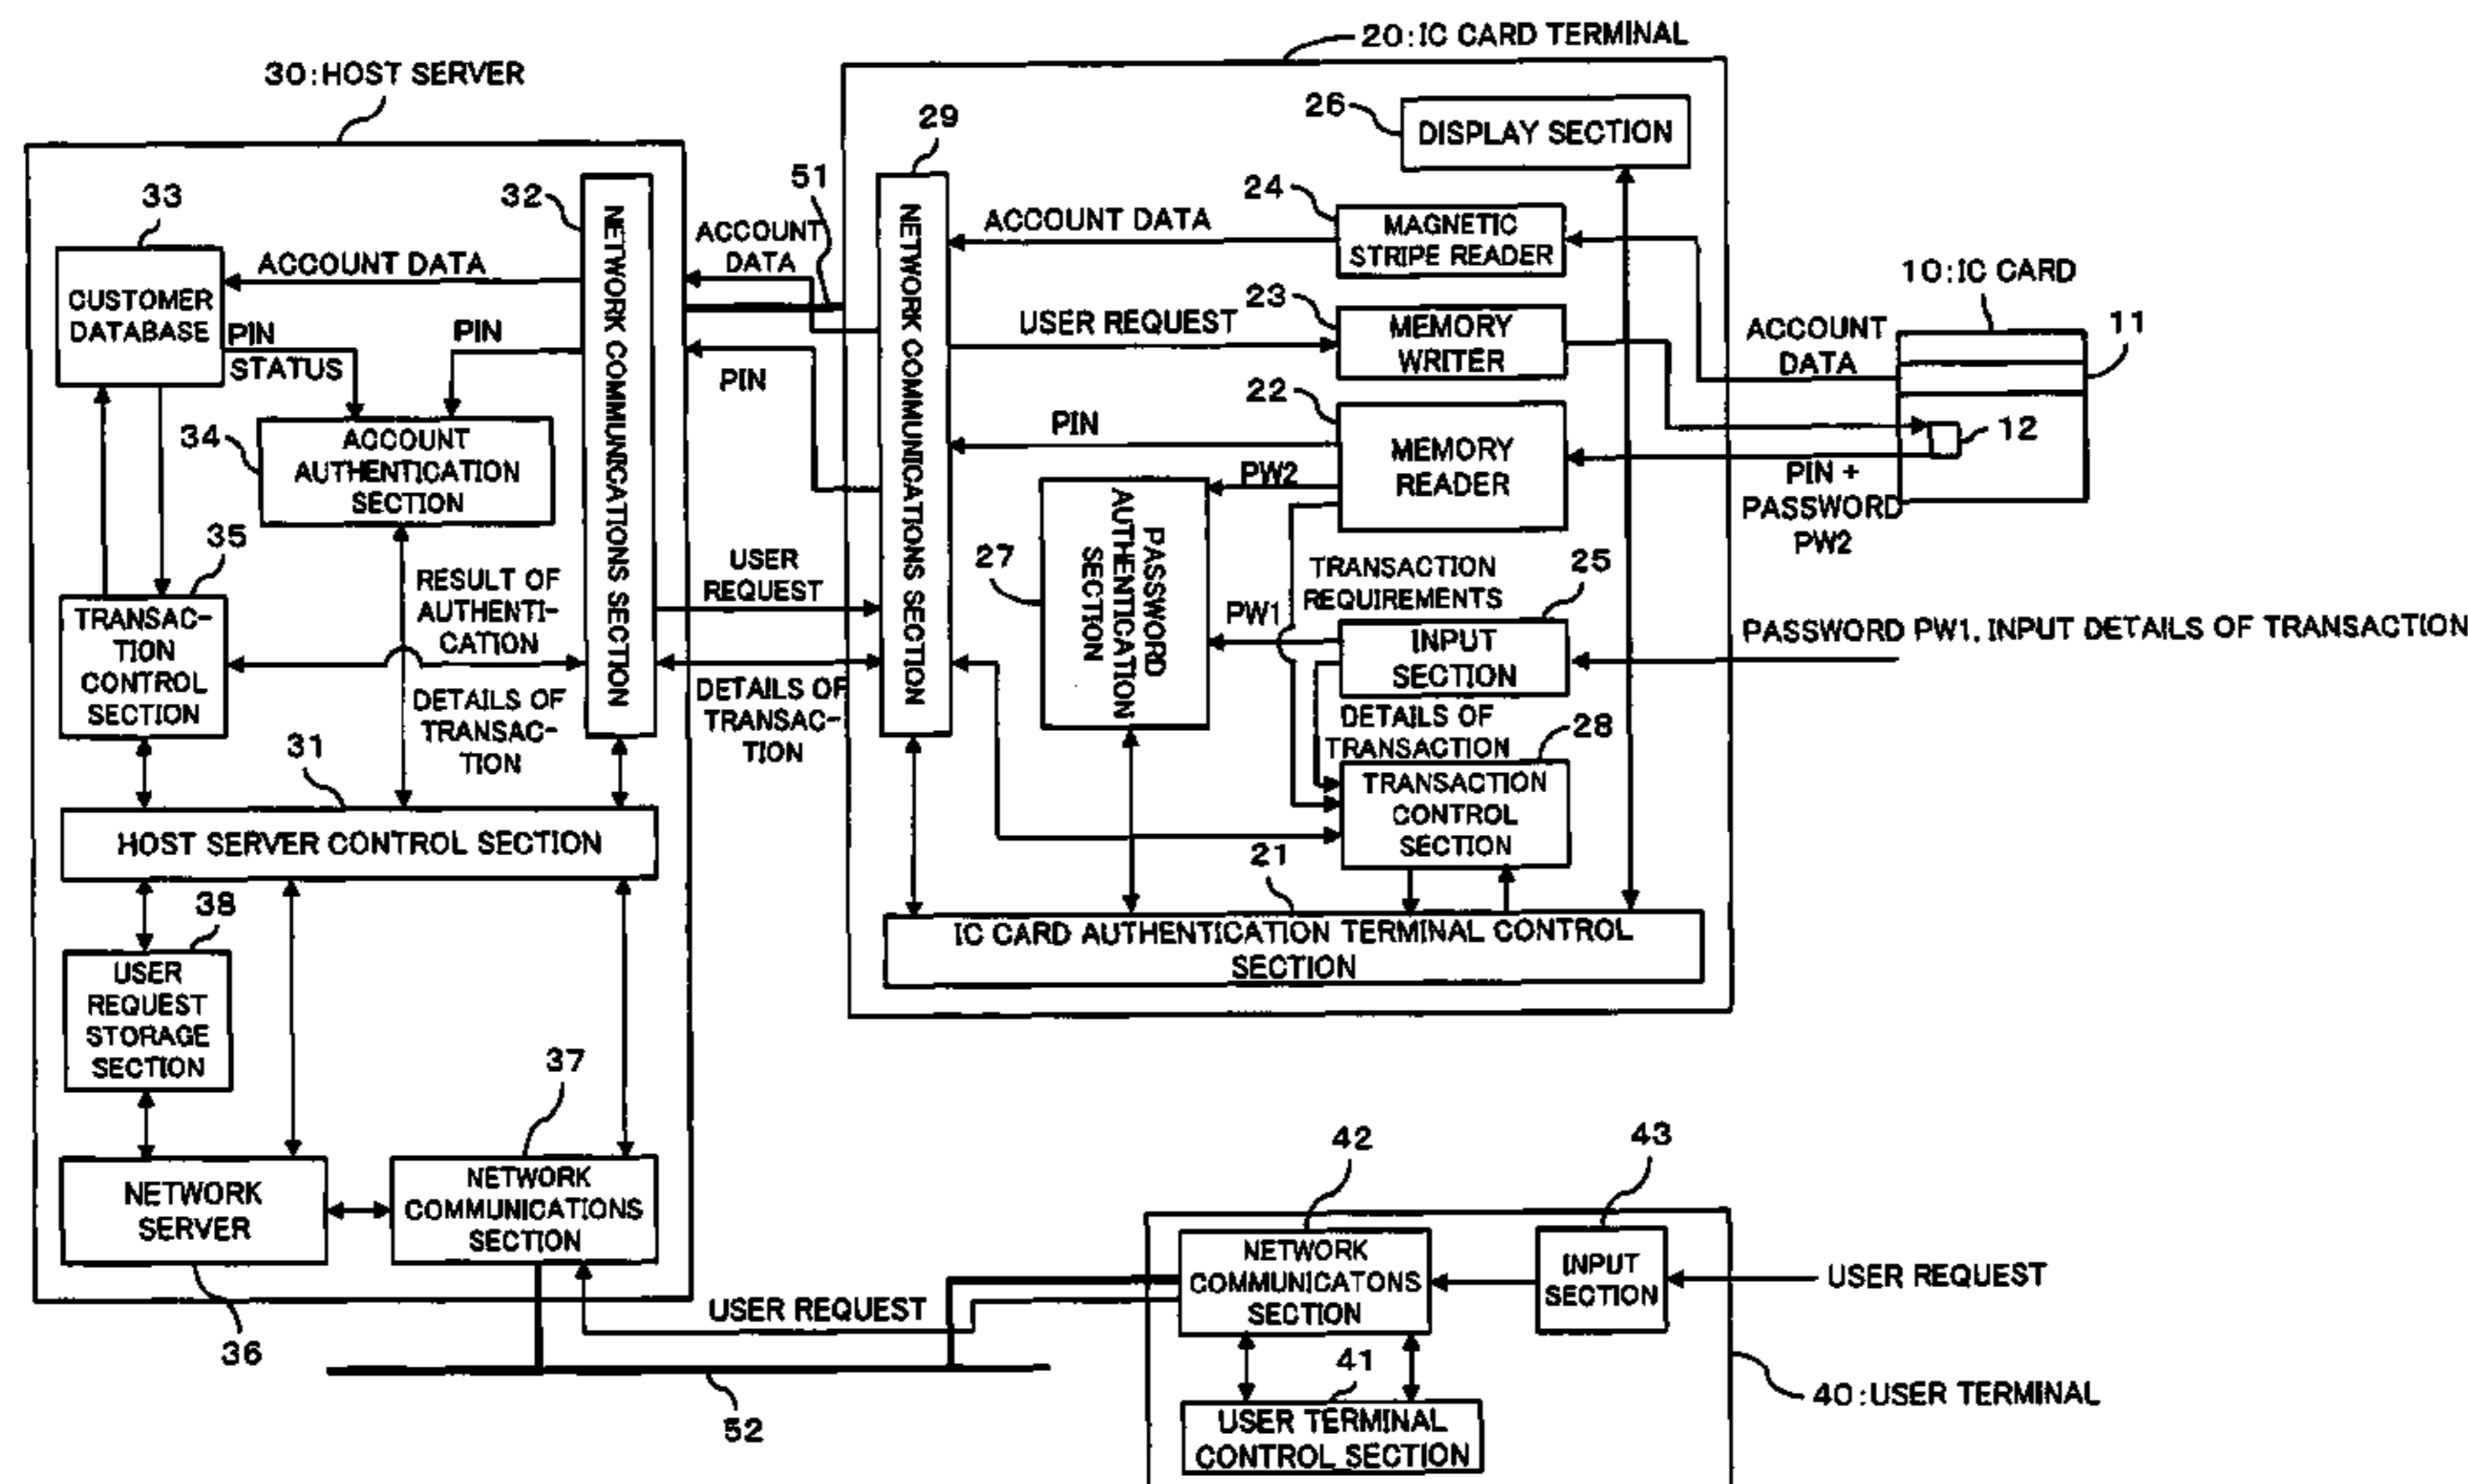 20:IC CARD TERMINAL
30:HOST SERVER
26
DISPLAY SECTION
29
24
MAGNETIC
STRIPE READER
ACCOUNT DATA
51
32
NETWORK COMMUNICATIONS SECTION
33
CUSTOMER
DATABASE
ACCOUNT DATA
ACCOUNT
DATA
NETWORK COMMUNICATIONS SECTION
23
MEMORY
WRITER
USER REQUEST
10:IC CARD
11
ACCOUNT
DATA
PIN
STATUS
PIN
PIN
22
MEMORY
READER
PIN
12
PIN +
PASSWORD
PW2
34
ACCOUNT
AUTHENTICATION
SECTION
PW2
27
PASSWORD
AUTHENTICATION
SECTION
35
TRANSAC-
TION
CONTROL
SECTION
RESULT OF
AUTHENTI-
CATION
USER
REQUEST
TRANSACTION
REQUIREMENTS
25
PW1
INPUT
SECTION
PASSWORD PW1, INPUT DETAILS OF TRANSACTION
DETAILS OF
TRANSAC-
TION
DETAILS OF
TRANSAC-
TION
DETAILS OF
TRANSACTION
28
TRANSACTION
CONTROL
SECTION
31
HOST SERVER CONTROL SECTION
21
IC CARD AUTHENTICATION TERMINAL CONTROL
SECTION
38
USER
REQUEST
STORAGE
SECTION
37
NETWORK
SERVER
NETWORK
COMMUNICATIONS
SECTION
42
43
NETWORK
COMMUNICATONS
SECTION
INPUT
SECTION
USER REQUEST
USER REQUEST
36
52
41
USER TERMINAL
CONTROL SECTION
40:USER TERMINAL